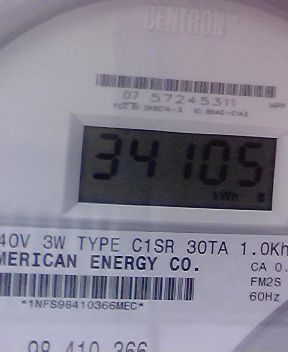 CENTRON®
07 57245311
34105
kWh
40V 3W TYPE C1SR 30TA 1.0Kh
MERICAN ENERGY CO.
CA 0.
FM2S
60Hz
*1NFS98410366MEC*
98 410 366